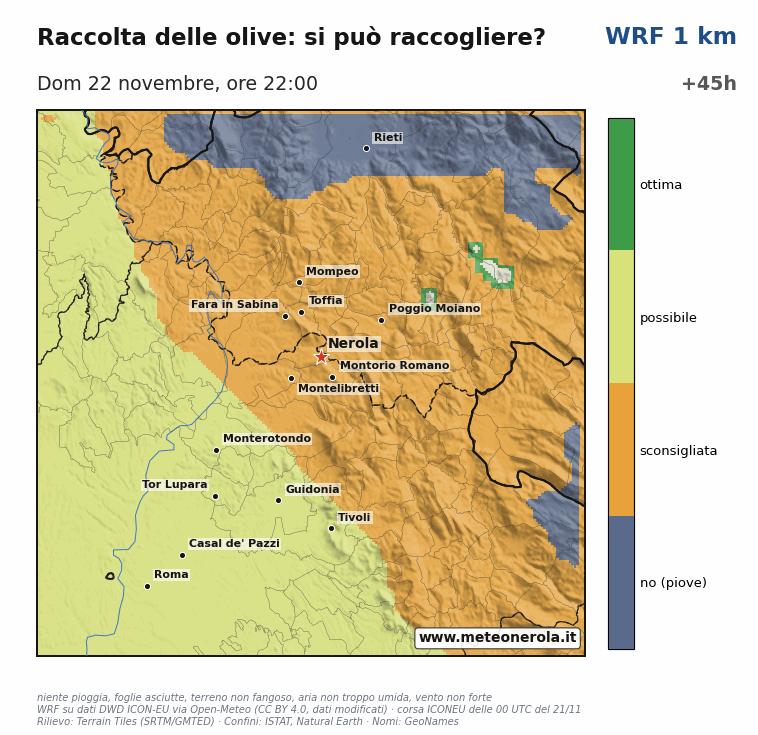 Raccolta delle olive: si può raccogliere?
WRF 1 km
Dom 22 novembre, ore 22:00
+45h
Rieti
ottima
Mompeo
Fara in Sabina
Toffia
Poggio Moiano
possibile
Nerola
Montorio Romano
Montelibretti
Monterotondo
sconsigliata
Tor Lupara
Guidonia
Tivoli
Casal de' Pazzi
Roma
no (piove)
www.meteonerola.it
niente pioggia, foglie asciutte, terreno non fangoso, aria non troppo umida, vento non forte
WRF su dati DWD ICON-EU via Open-Meteo (CC BY 4.0, dati modificati) · corsa ICONEU delle 00 UTC del 21/11
Rilievo: Terrain Tiles (SRTM/GMTED) · Confini: ISTAT, Natural Earth · Nomi: GeoNames